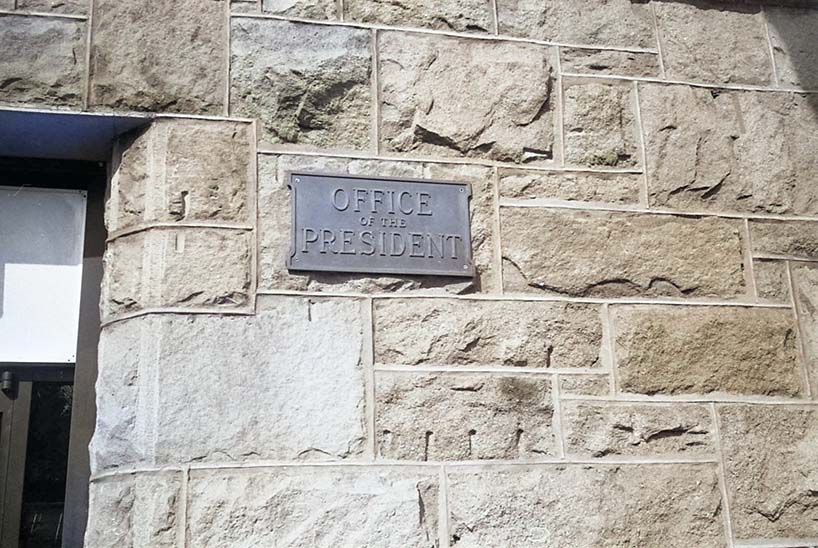 OFFICE
OF THE
PRESIDENT